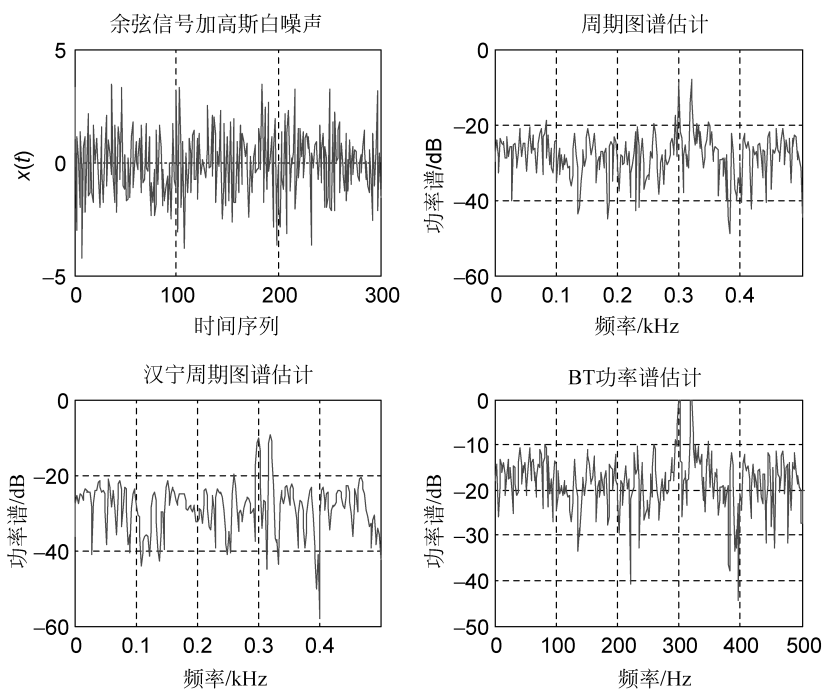 余弦信号加高斯白噪声
5
0
–5
x(t)
0 100 200 300
时间序列
周期图谱估计
0
–20
–40
–60
功率谱/dB
0 0.1 0.2 0.3 0.4
频率/kHz
汉宁周期图谱估计
0
–20
–40
–60
功率谱/dB
0 0.1 0.2 0.3 0.4
频率/kHz
BT功率谱估计
0
–10
–20
–30
–40
–50
功率谱/dB
0 100 200 300 400 500
频率/Hz